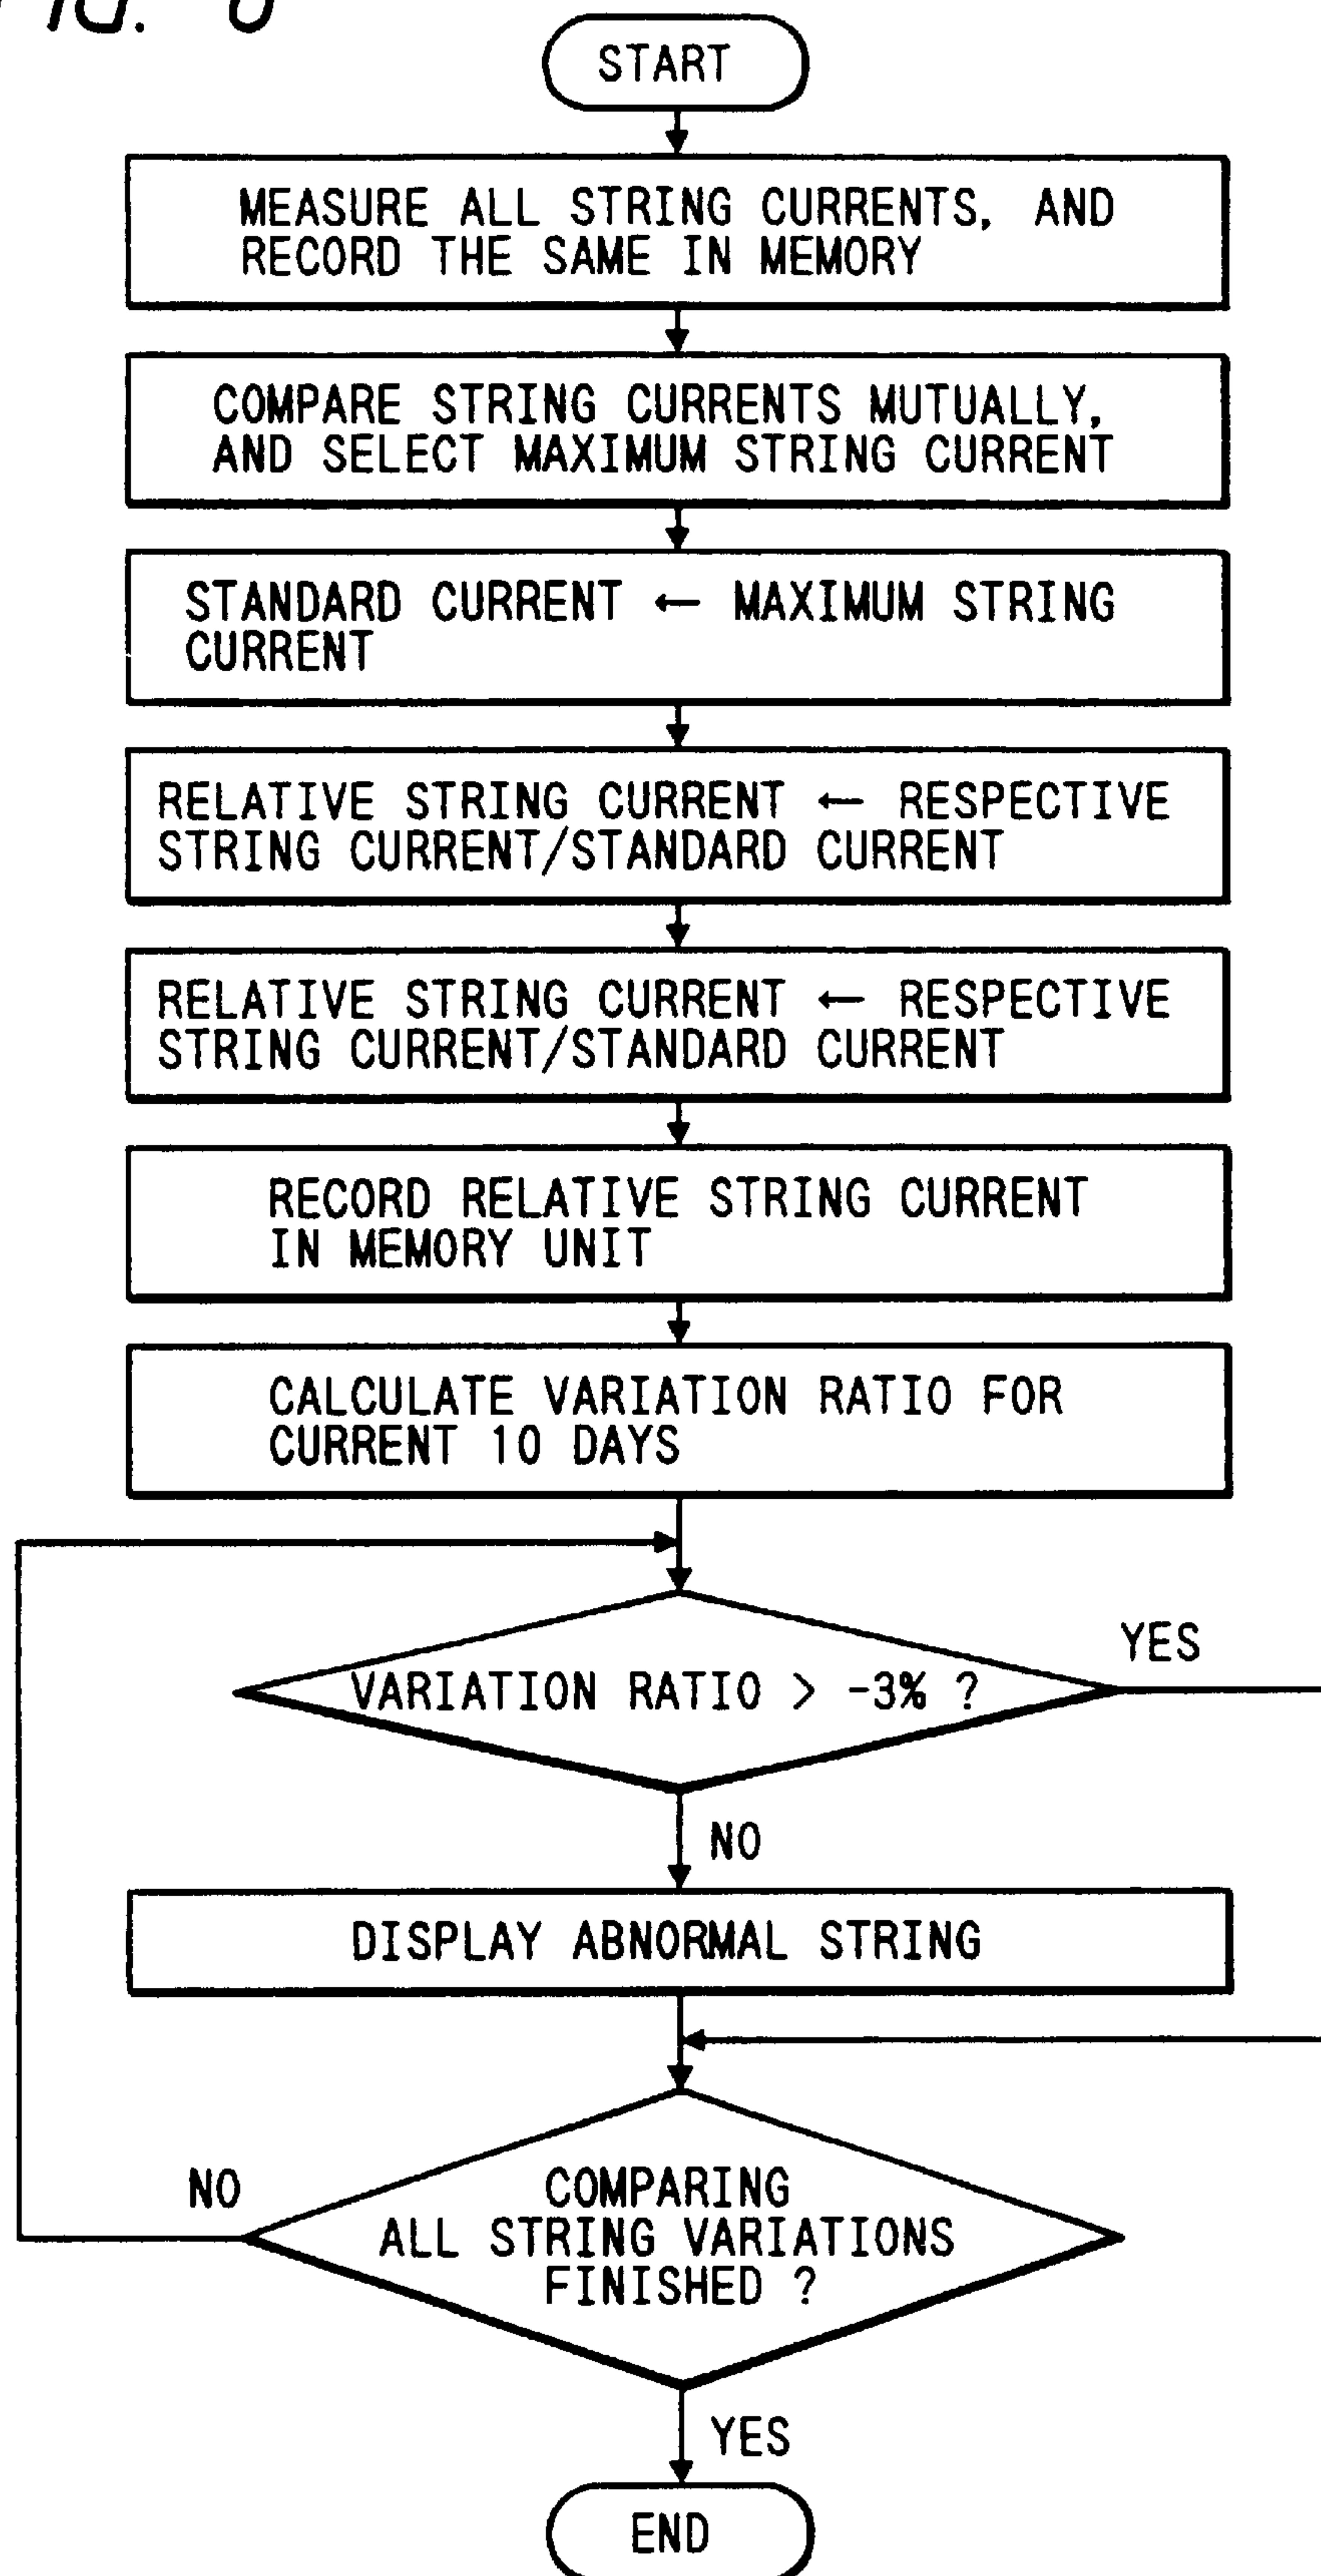 FIG. 6
START
MEASURE ALL STRING CURRENTS, AND
RECORD THE SAME IN MEMORY
COMPARE STRING CURRENTS MUTUALLY,
AND SELECT MAXIMUM STRING CURRENT
STANDARD CURRENT ← MAXIMUM STRING
CURRENT
RELATIVE STRING CURRENT ← RESPECTIVE
STRING CURRENT/STANDARD CURRENT
RELATIVE STRING CURRENT ← RESPECTIVE
STRING CURRENT/STANDARD CURRENT
RECORD RELATIVE STRING CURRENT
IN MEMORY UNIT
CALCULATE VARIATION RATIO FOR
CURRENT 10 DAYS
YES
VARIATION RATIO > -3% ?
NO
DISPLAY ABNORMAL STRING
NO
COMPARING
ALL STRING VARIATIONS
FINISHED ?
YES
END